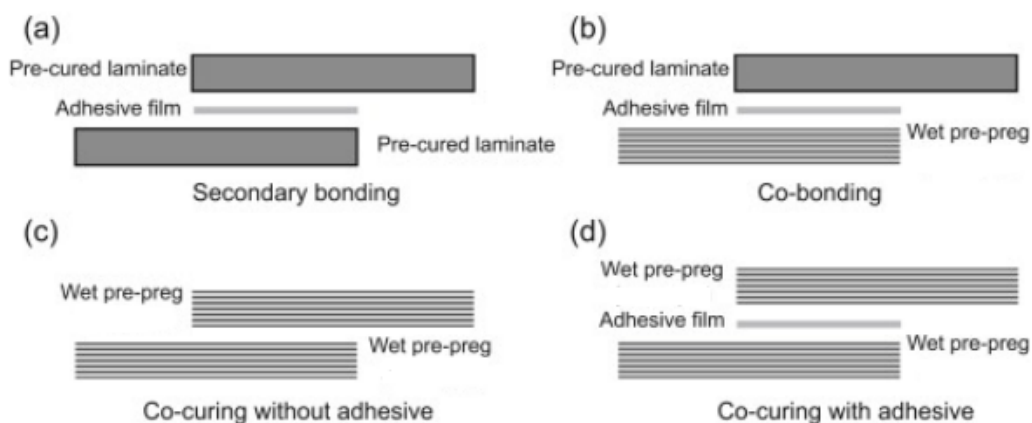 (a)
Pre-cured laminate
Adhesive film
Pre-cured laminate
Secondary bonding
(b)
Pre-cured laminate
Adhesive film
Wet pre-preg
Co-bonding
(c)
Wet pre-preg
Wet pre-preg
Co-curing without adhesive
(d)
Wet pre-preg
Adhesive film
Wet pre-preg
Co-curing with adhesive